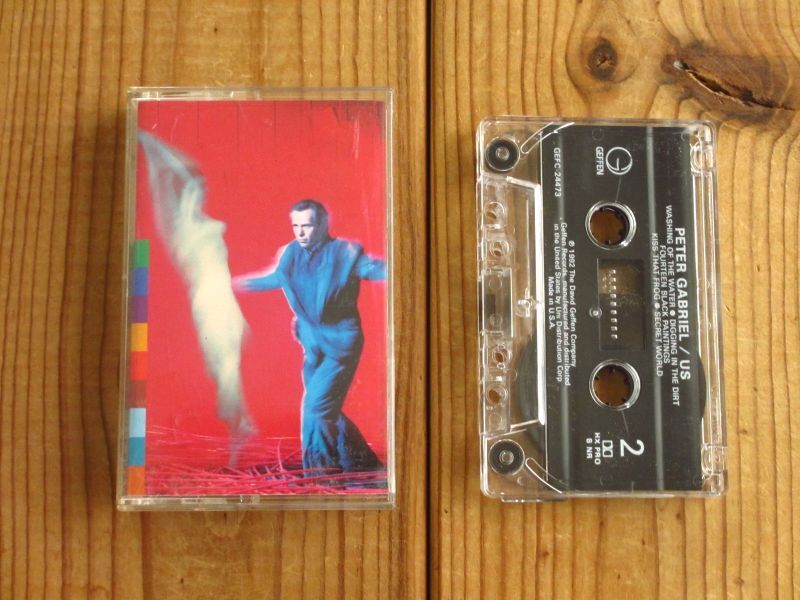 GEFFEN
GEFC-24473
PETER GABRIEL / US
WASHING OF THE WATER ● DIGGING IN THE DIRT
FOURTEEN BLACK PAINTINGS
KISS THAT FROG ● SECRET WORLD
℗ 1992 The David Geffen Company
Geffen Records, manufactured and distributed
in the United States by Uni Distribution Corp.
Made in U.S.A.
2
HX PRO
B NR